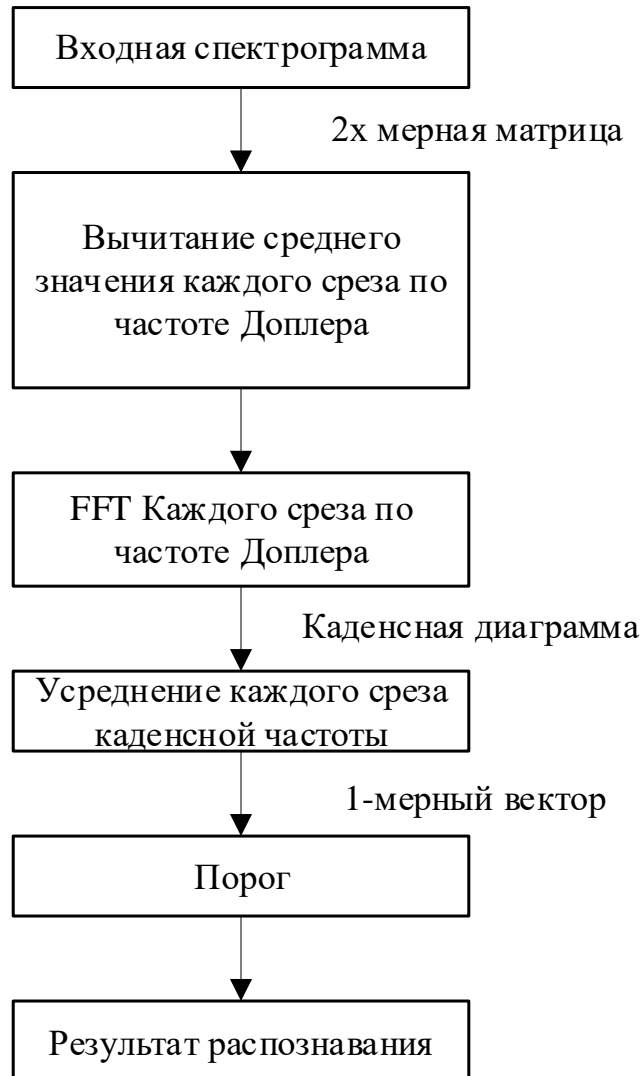 Входная спектрограмма
2х мерная матрица
Вычитание среднего
значения каждого среза по
частоте Доплера
FFT Каждого среза по
частоте Доплера
Каденсная диаграмма
Усреднение каждого среза
каденсной частоты
1-мерный вектор
Порог
Результат распознавания